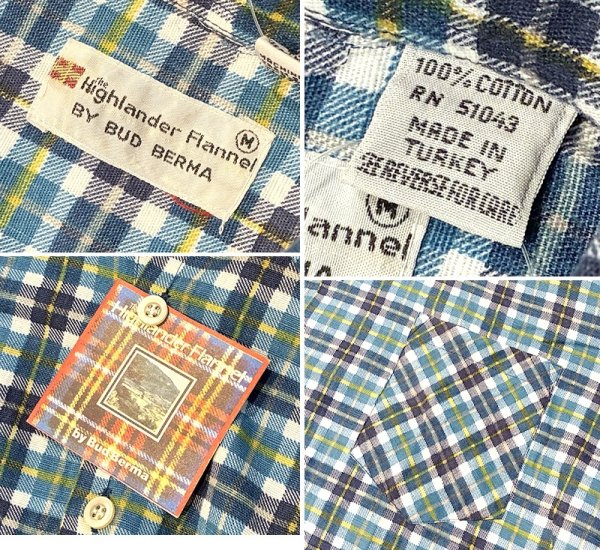 The
Highlander Flannel
BY BUD BERMA
M
100% COTTON
RN 51043
MADE IN
TURKEY
SEE REVERSE FOR CARE
M
lannel
RMA
Highlander Flannel
by Bud Berma